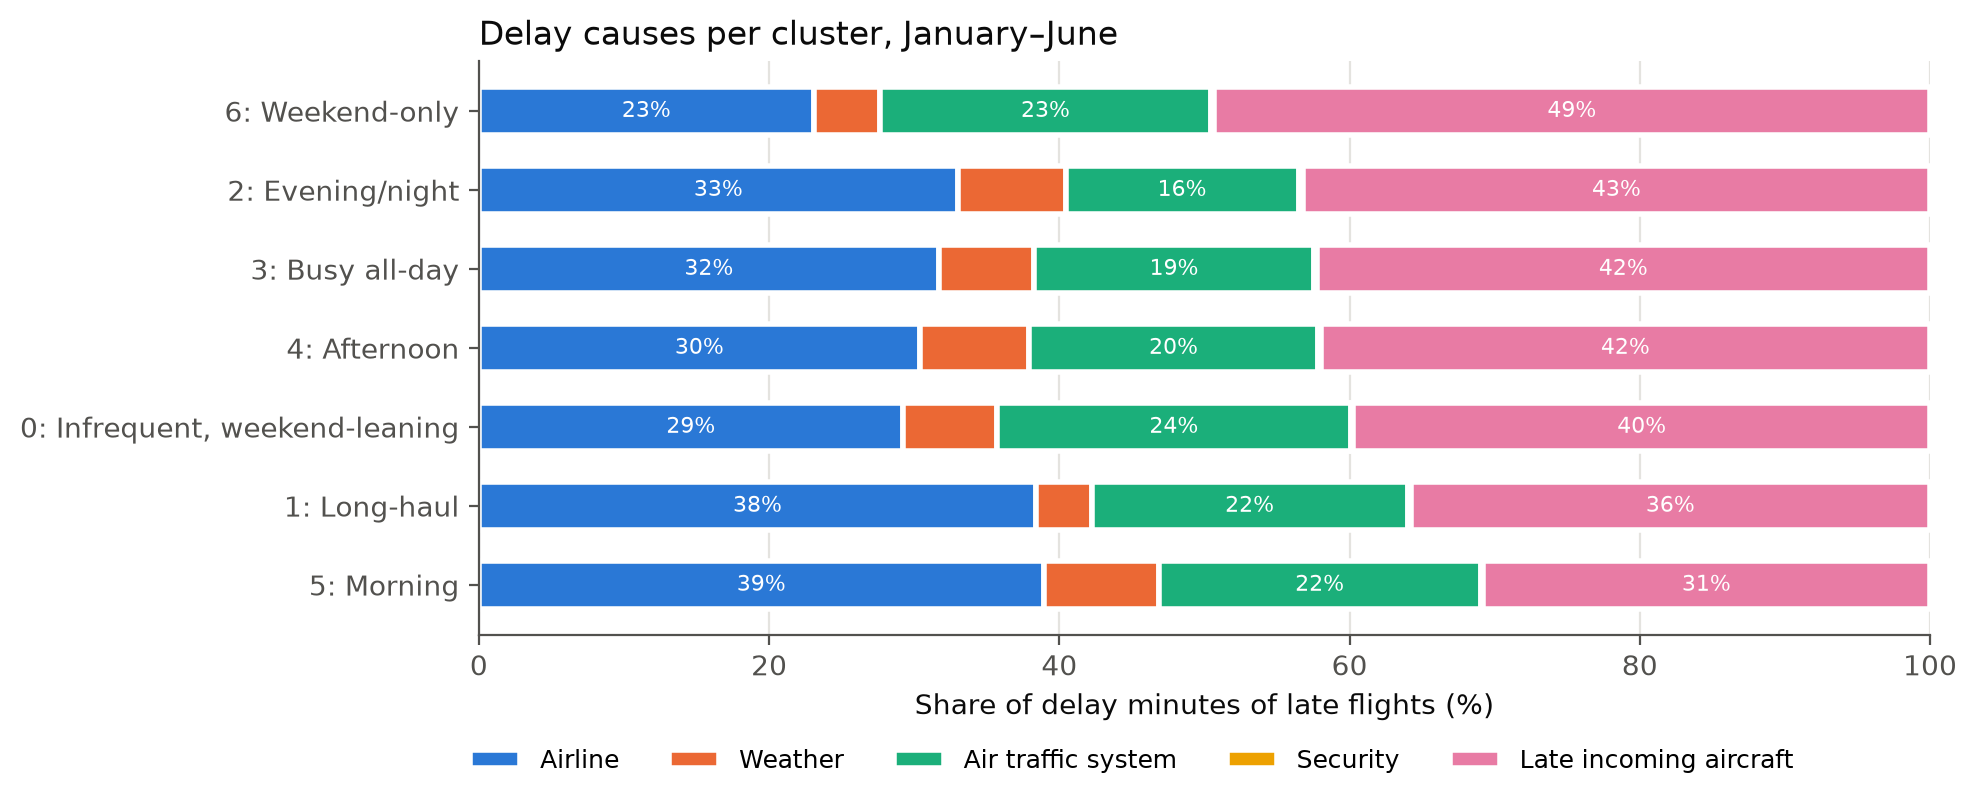 Delay causes per cluster, January–June
6: Weekend-only 23% 23% 49%
2: Evening/night 33% 16% 43%
3: Busy all-day 32% 19% 42%
4: Afternoon 30% 20% 42%
0: Infrequent, weekend-leaning 29% 24% 40%
1: Long-haul 38% 22% 36%
5: Morning 39% 22% 31%
0 20 40 60 80 100
Share of delay minutes of late flights (%)
Airline Weather Air traffic system Security Late incoming aircraft